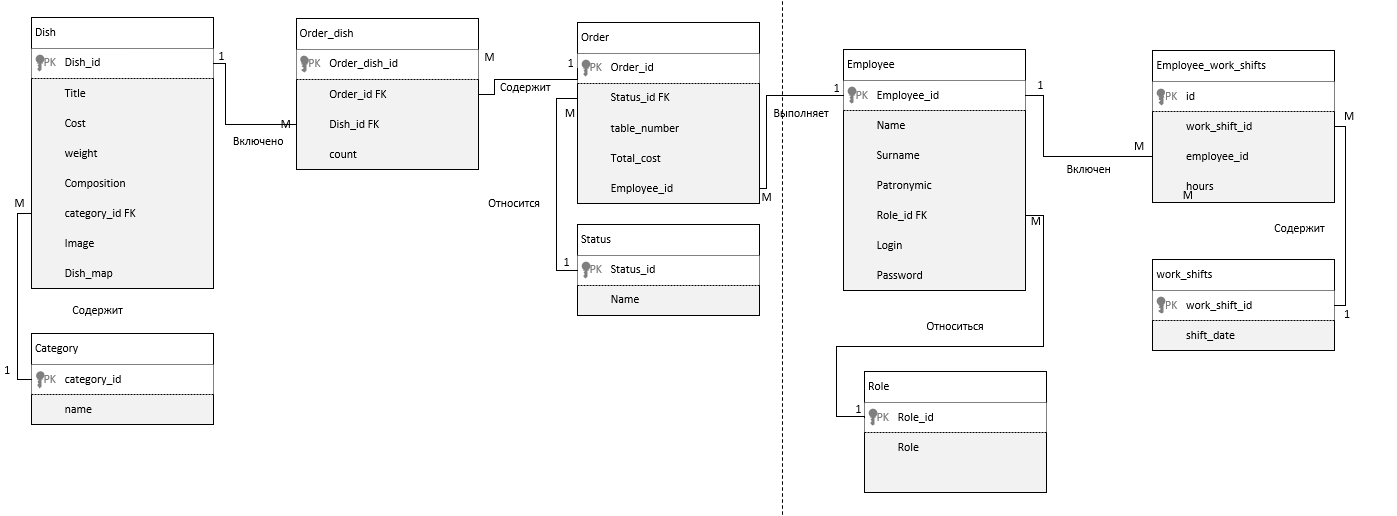 Dish
PK Dish_id
Title
Cost
weight
Composition
category_id FK
Image
Dish_map
1
M
Содержит
1
Category
PK category_id
name
Включено
M
Order_dish
PK Order_dish_id
Order_id FK
Dish_id FK
count
M
Содержит
1
Order
PK Order_id
Status_id FK
table_number
Total_cost
Employee_id
M
Относится
1
Status
PK Status_id
Name
M
Выполняет
1
Employee
PK Employee_id
Name
Surname
Patronymic
Role_id FK
Login
Password
1
M
Включен
M
Относиться
1
Role
PK Role_id
Role
Employee_work_shifts
id
work_shift_id
employee_id
hours
M
M
Содержит
1
work_shifts
PK work_shift_id
shift_date